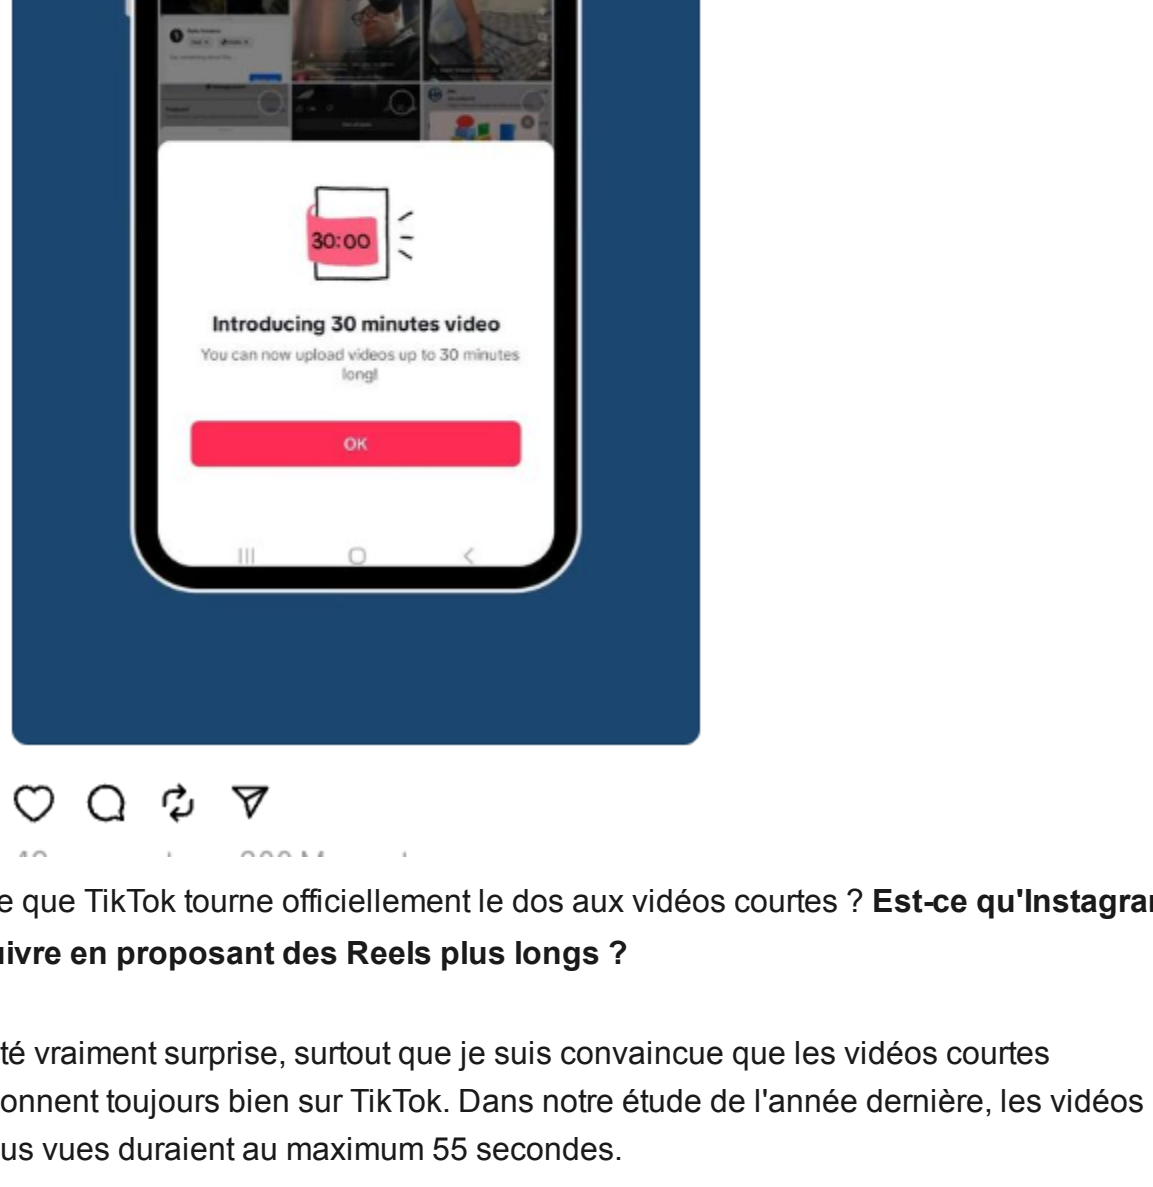 30:00
Introducing 30 minutes video
You can now upload videos up to 30 minutes
long!
OK
e que TikTok tourne officiellement le dos aux vidéos courtes ? Est-ce qu'Instagra
ivre en proposant des Reels plus longs ?
té vraiment surprise, surtout que je suis convaincue que les vidéos courtes
onnent toujours bien sur TikTok. Dans notre étude de l'année dernière, les vidéos
us vues duraient au maximum 55 secondes.